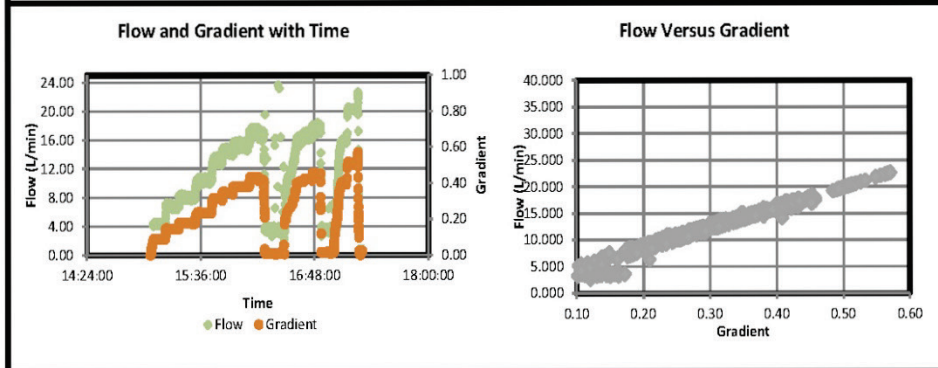 Flow and Gradient with Time
24.00
20.00
16.00
12.00
8.00
4.00
0.00
Flow (L/min)
1.00
0.80
0.60
0.40
0.20
0.00
Gradient
14:24:00 15:36:00 16:48:00 18:00:00
Time
Flow Gradient
Flow Versus Gradient
40.000
35.000
30.000
25.000
20.000
15.000
10.000
5.000
0.000
Flow (L/min)
0.10 0.20 0.30 0.40 0.50 0.60
Gradient